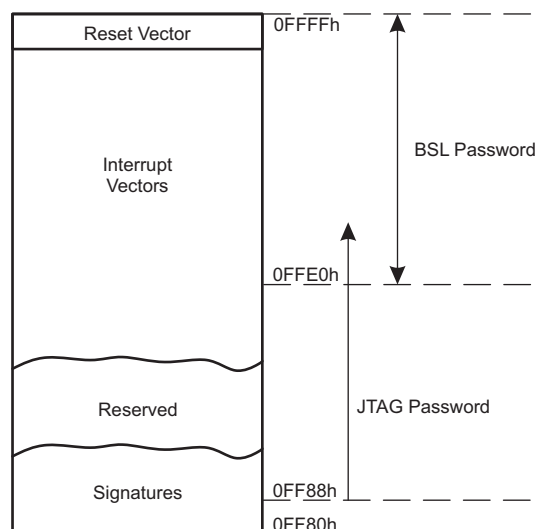 Reset Vector
0FFFFh
BSL Password
Interrupt
Vectors
0FFE0h
Reserved
JTAG Password
0FF88h
Signatures
0FF80h